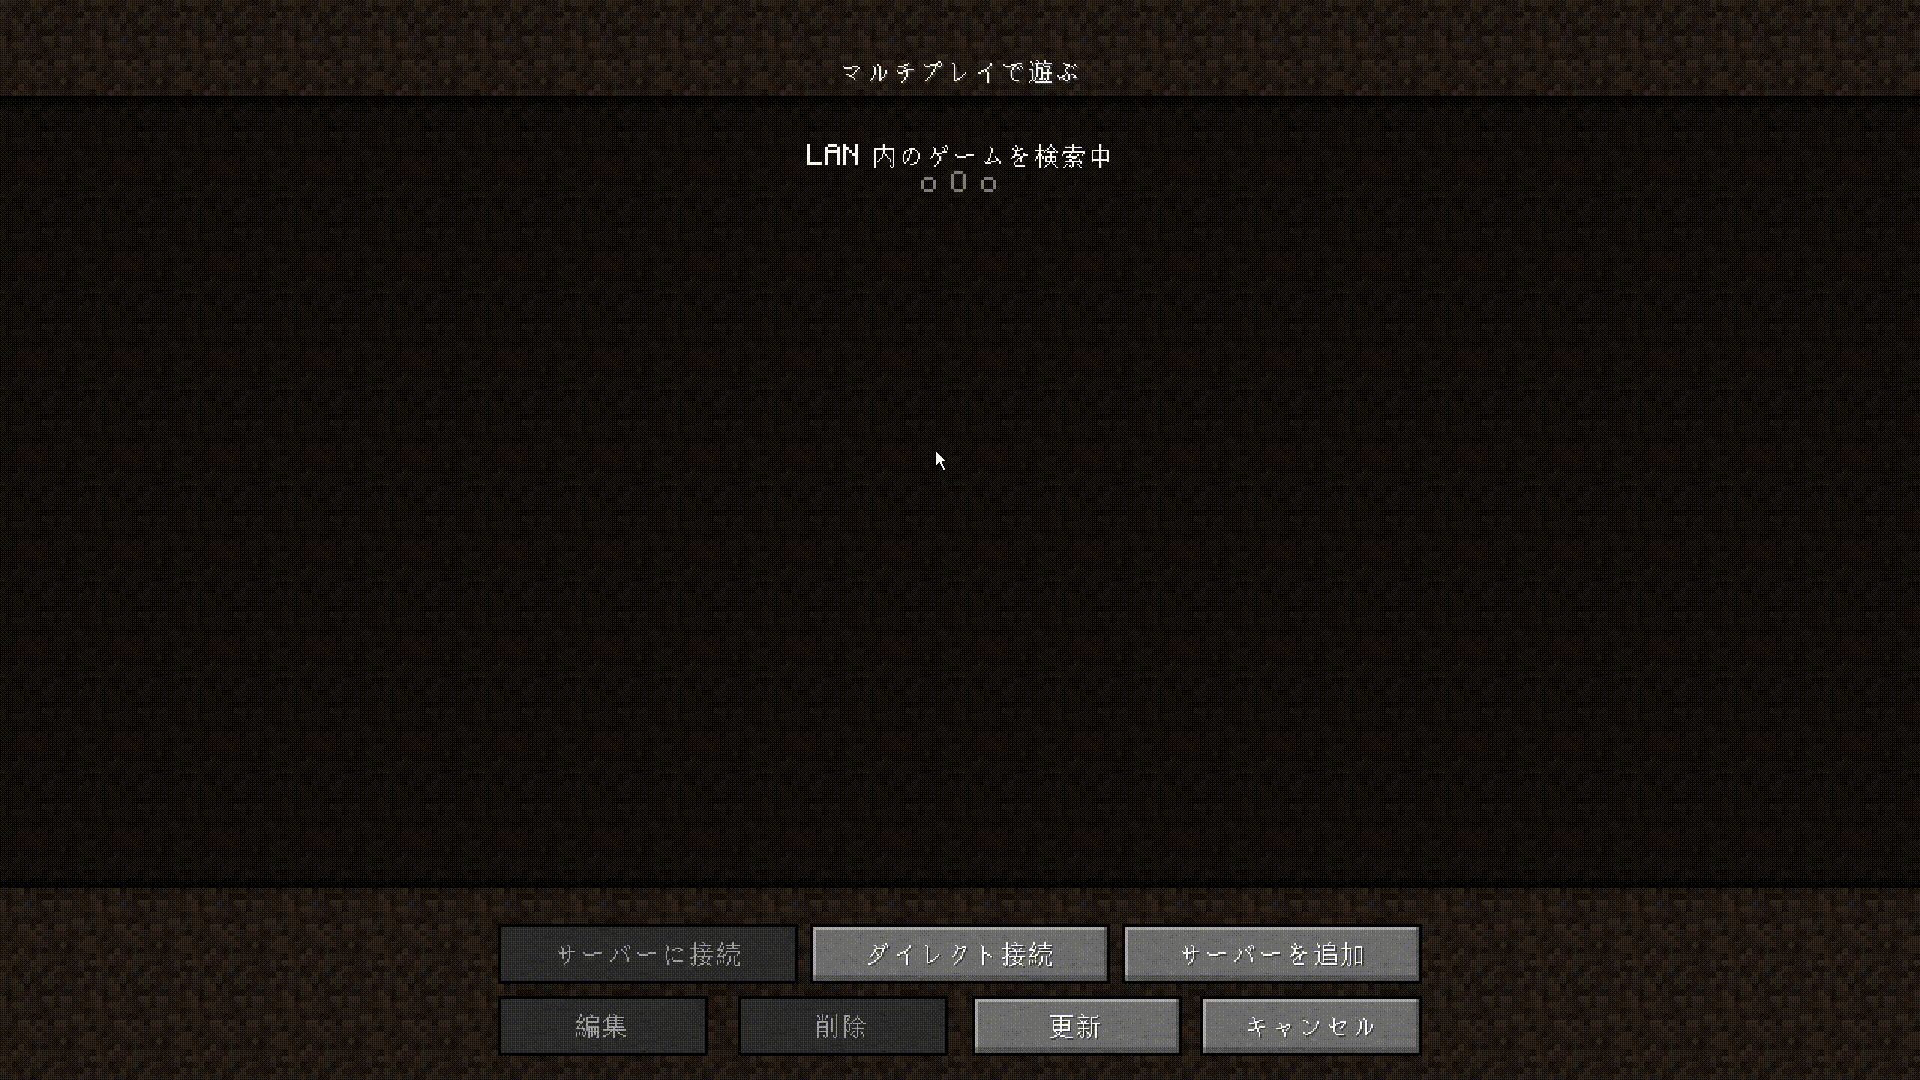 マルチプレイで遊ぶ
LAN 内のゲームを検索中
o O o
サーバーに接続
ダイレクト接続
サーバーを追加
編集
削除
更新
キャンセル